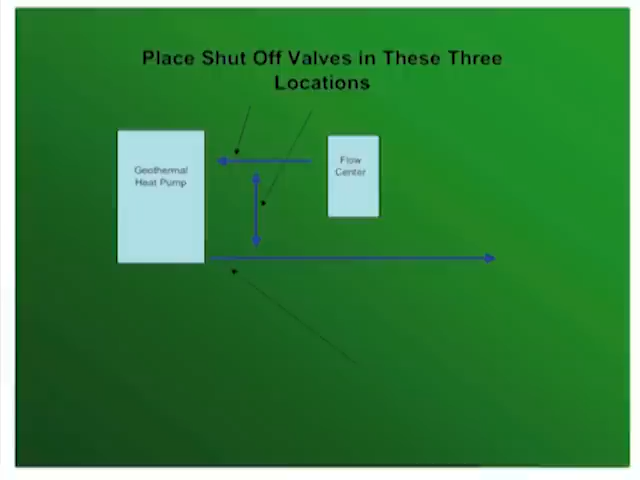 Place Shut Off Valves in These Three
Locations
Geothermal
Heat Pump
Flow
Center